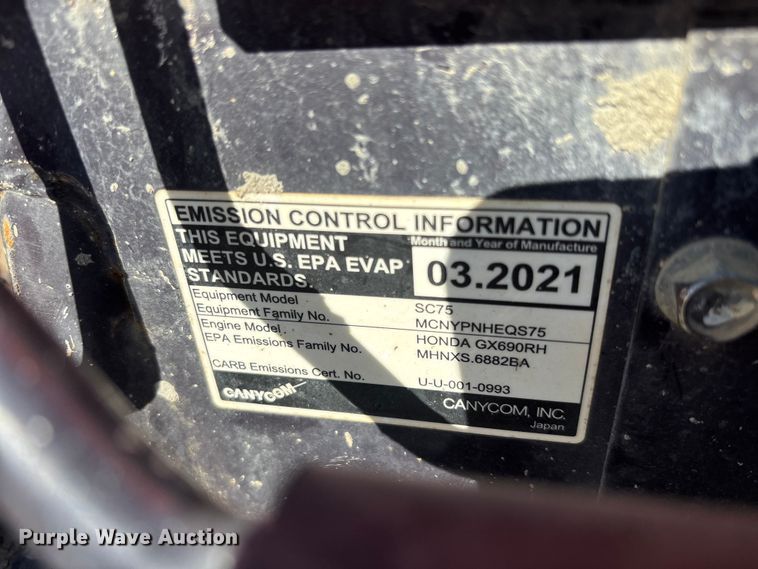 EMISSION CONTROL INFORMATION
THIS EQUIPMENT
MEETS U.S. EPA EVAP
STANDARDS.
Month and Year of Manufacture
03.2021
Equipment Model SC75
Equipment Family No. MCNYPNHEQS75
Engine Model HONDA GX690RH
EPA Emissions Family No. MHNXS.6882BA
CARB Emissions Cert. No. U-U-001-0993
CANYCOM CANYCOM, INC.
Japan
Purple Wave Auction®